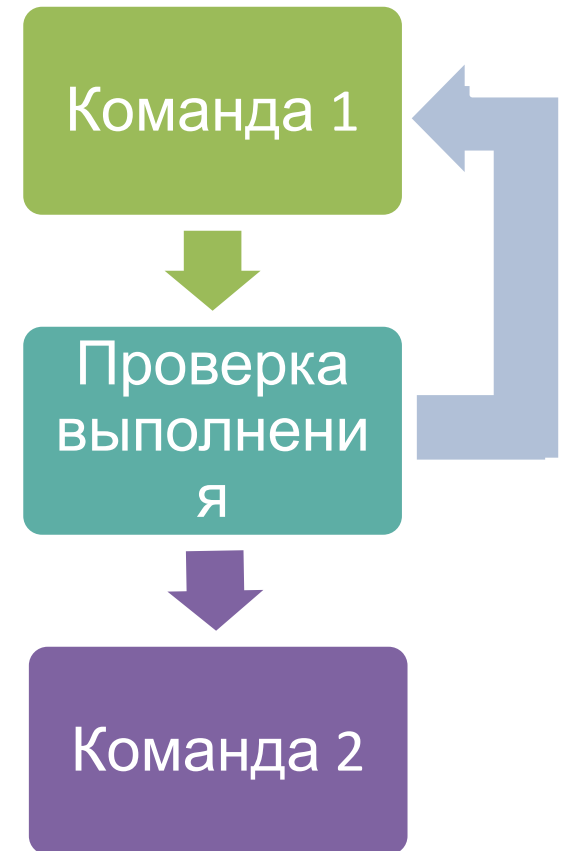 Команда 1
Проверка
выполнени
я
Команда 2